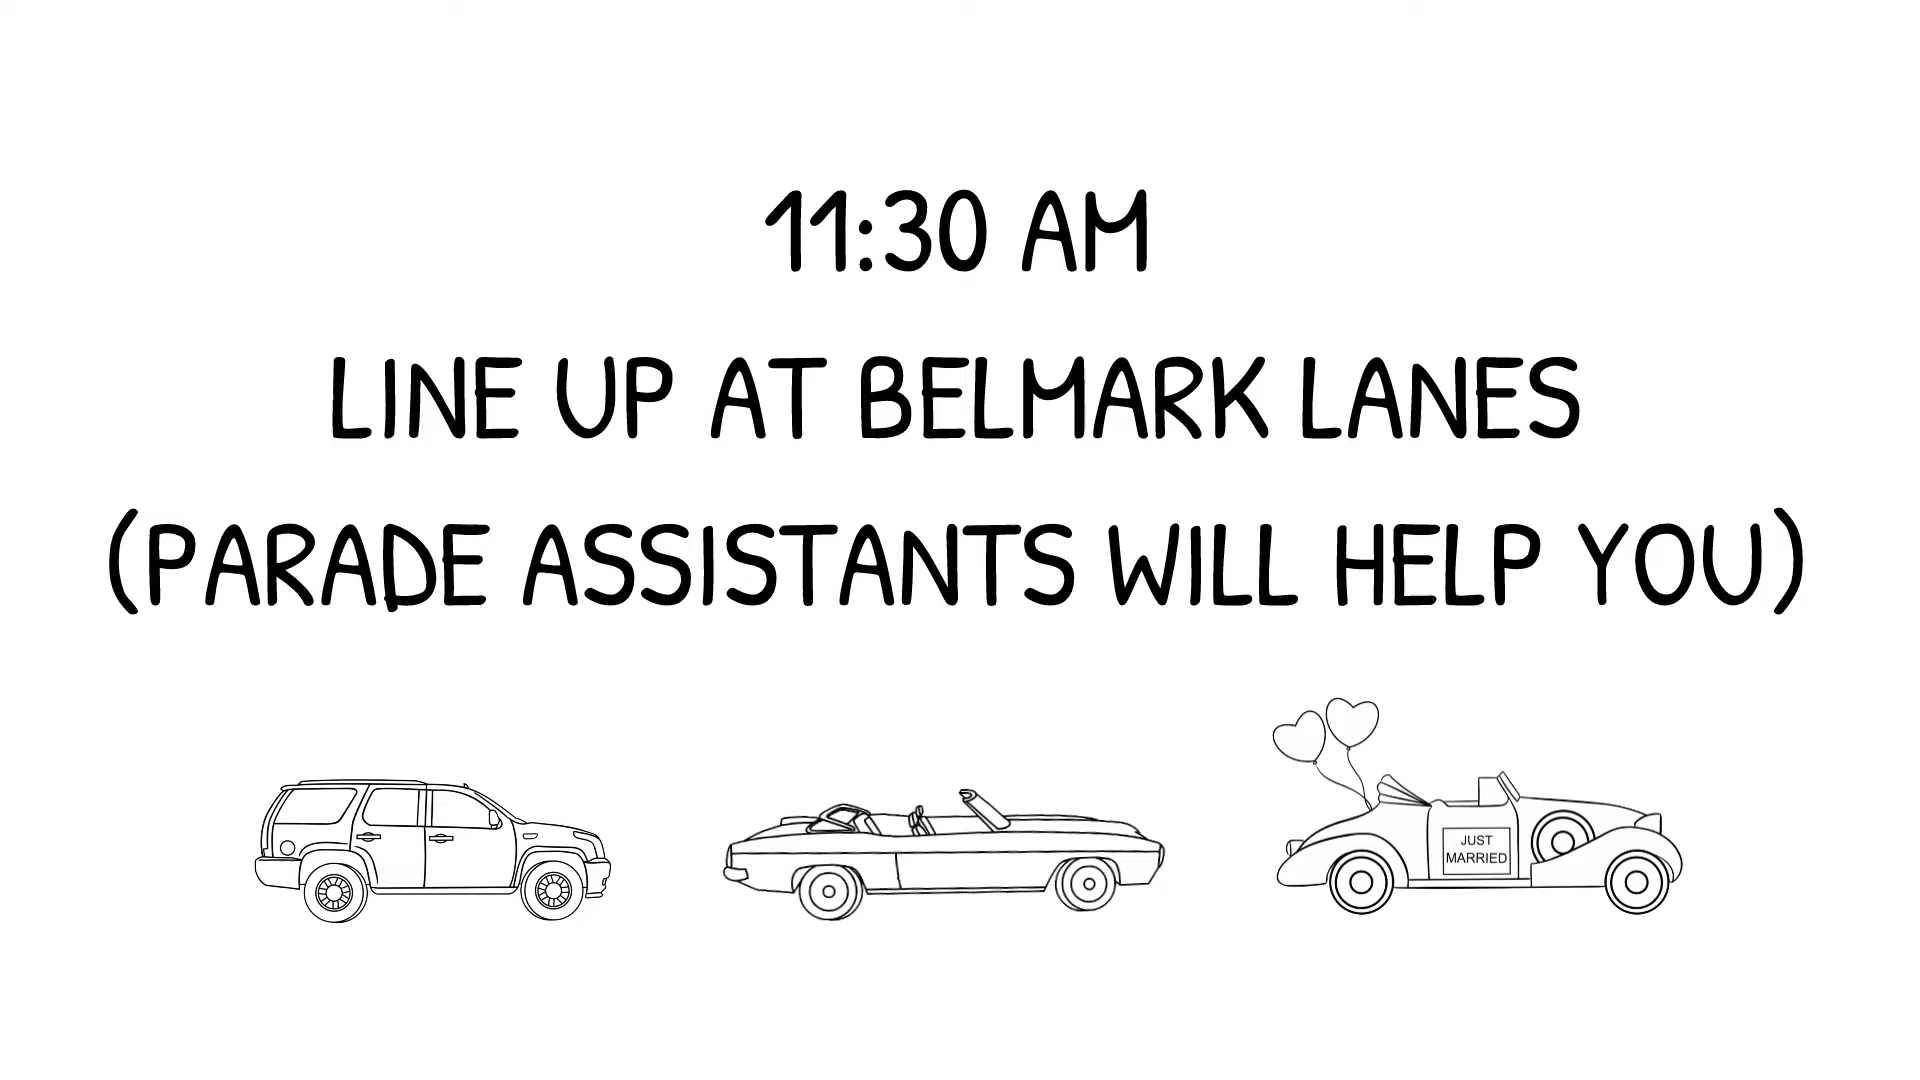 11:30 AM
LINE UP AT BELMARK LANES
(PARADE ASSISTANTS WILL HELP YOU)
JUST
MARRIED